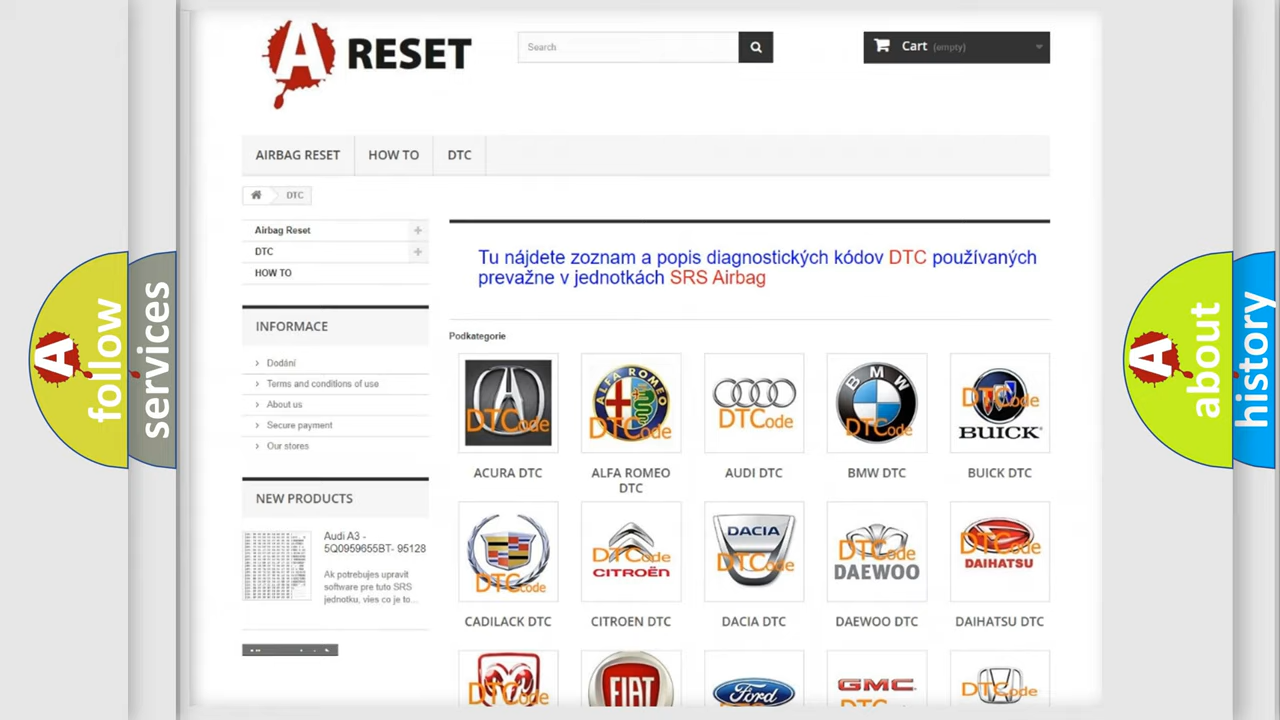 A RESET
Search
Cart (empty)
AIRBAG RESET
HOW TO
DTC
DTC
Airbag Reset
DTC
HOW TO
Tu nájdete zoznam a popis diagnostických kódov DTC používaných
prevažne v jednotkách SRS Airbag
INFORMACE
Podkategorie
Dodání
Terms and conditions of use
About us
Secure payment
Our stores
ALFA ROMEO
DTCode
DTCode
DTCode
BMW
DTCode
DTCode
BUICK
ACURA DTC
ALFA ROMEO
DTC
AUDI DTC
BMW DTC
BUICK DTC
NEW PRODUCTS
Audi A3 -
5Q0959655BT- 95128
Ak potrebujes upravit
software pre tuto SRS
jednotku, vies co je to...
DTCode
DTCode
CITROËN
DACIA
DTCode
DTCode
DAEWOO
DTCode
DAIHATSU
CADILACK DTC
CITROEN DTC
DACIA DTC
DAEWOO DTC
DAIHATSU DTC
DTCode
FIAT
Ford
GMC
DTCode
A follow
services
A about
history